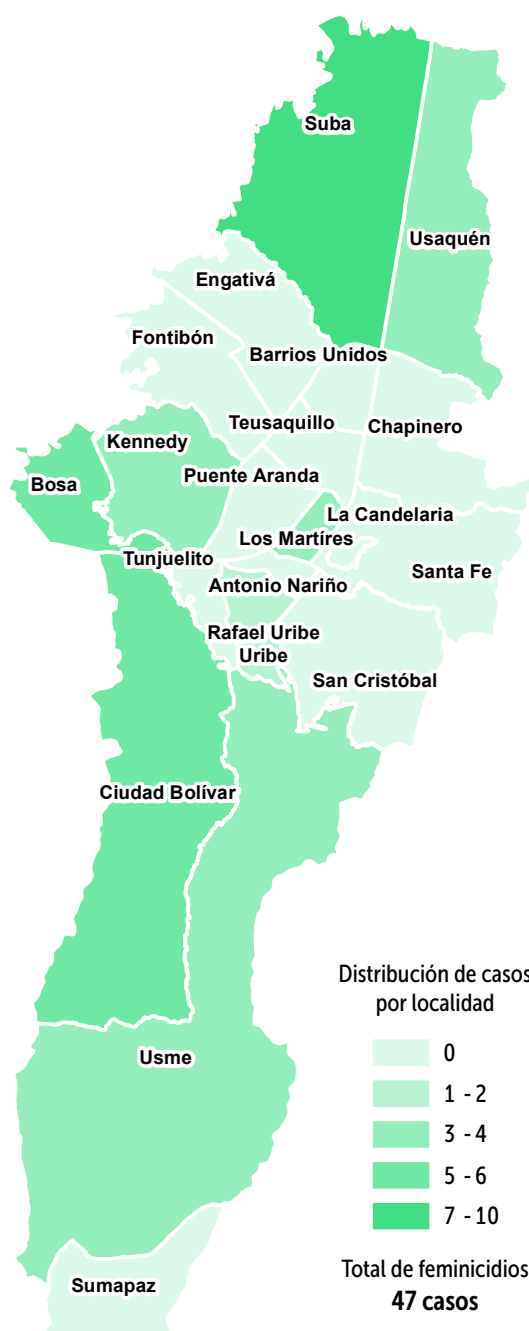 Suba
Usaquén
Engativá
Fontibón
Barrios Unidos
Teusaquillo
Chapinero
Kennedy
Puente Aranda
Bosa
La Candelaria
Los Martíres
Tunjuelito
Santa Fe
Antonio Nariño
Rafael Uribe
Uribe
San Cristóbal
Ciudad Bolívar
Usme
Sumapaz
Distribución de casos
por localidad
0
1 - 2
3 - 4
5 - 6
7 - 10
Total de feminicidios
47 casos